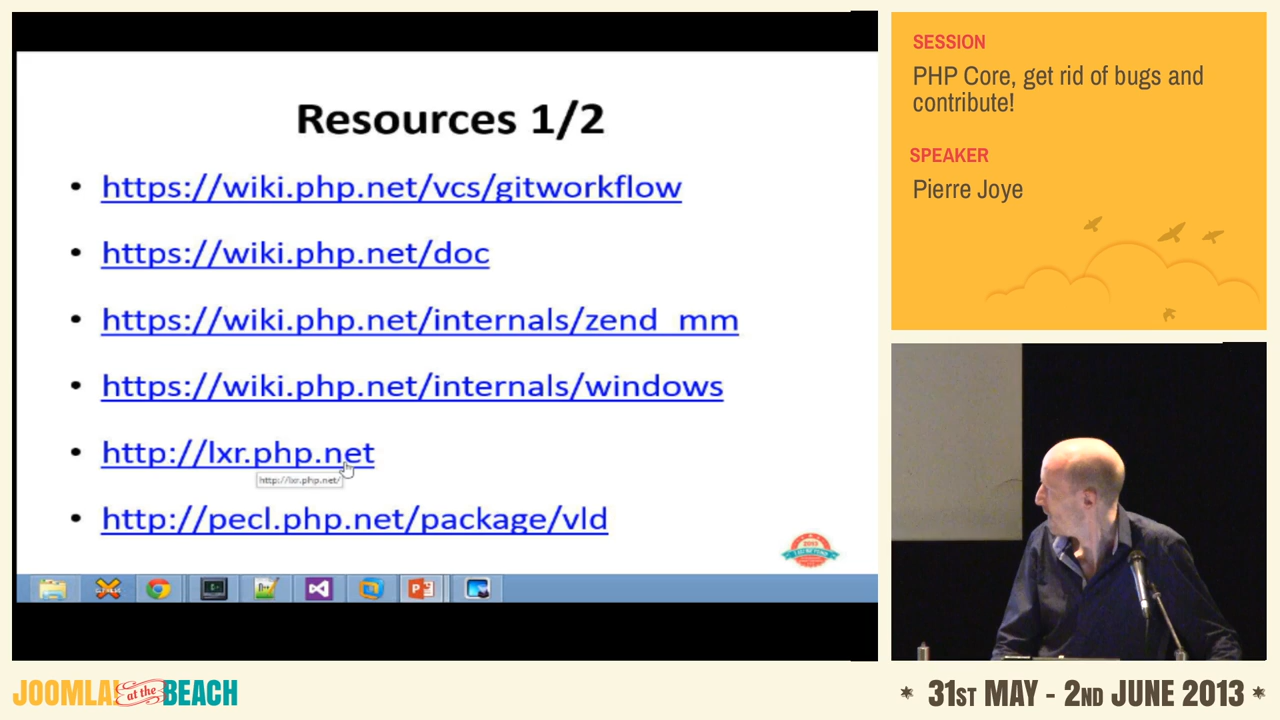 Resources 1/2
• https://wiki.php.net/vcs/gitworkflow
• https://wiki.php.net/doc
• https://wiki.php.net/internals/zend_mm
• https://wiki.php.net/internals/windows
• http://lxr.php.net
http://lxr.php.net/
• http://pecl.php.net/package/vld
SESSION
PHP Core, get rid of bugs and
contribute!
SPEAKER
Pierre Joye
JOOMLA! at the BEACH
31ST MAY - 2ND JUNE 2013